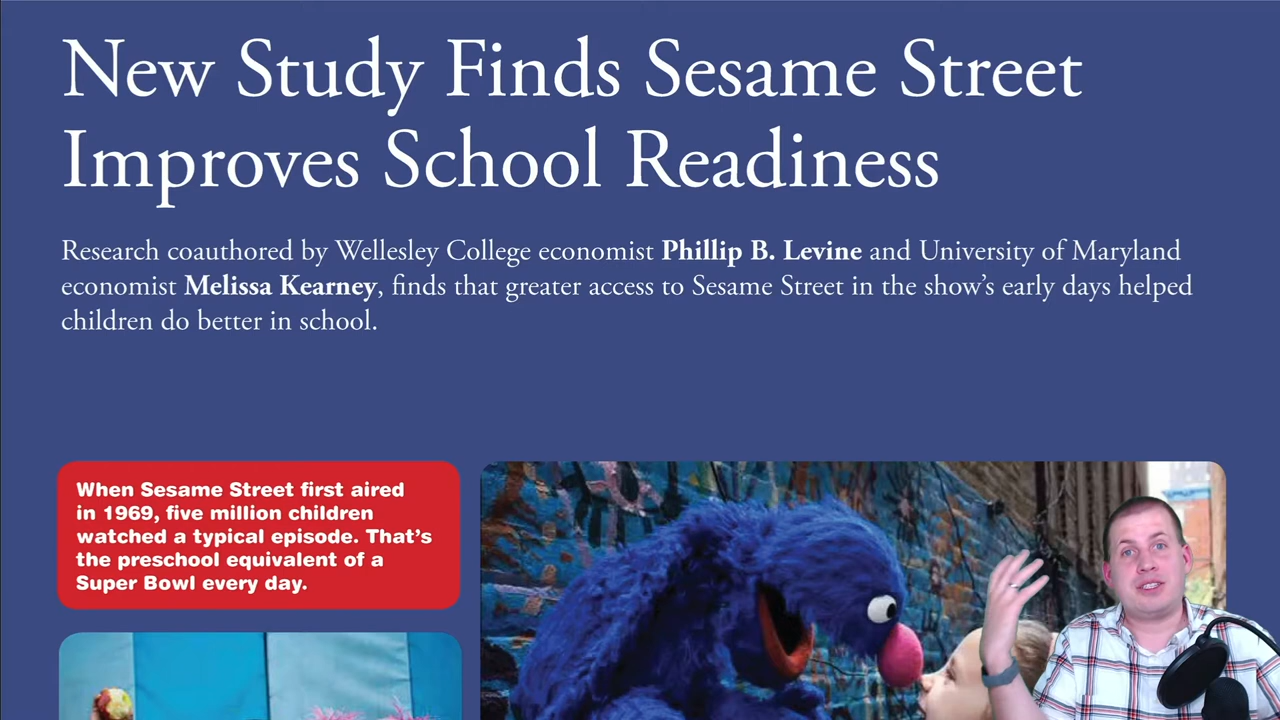 New Study Finds Sesame Street
Improves School Readiness
Research coauthored by Wellesley College economist Phillip B. Levine and University of Maryland
economist Melissa Kearney, finds that greater access to Sesame Street in the show’s early days helped
children do better in school.
When Sesame Street first aired
in 1969, five million children
watched a typical episode. That’s
the preschool equivalent of a
Super Bowl every day.